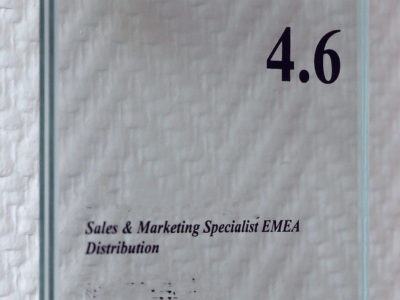 4.6
Sales & Marketing Specialist EMEA
Distribution